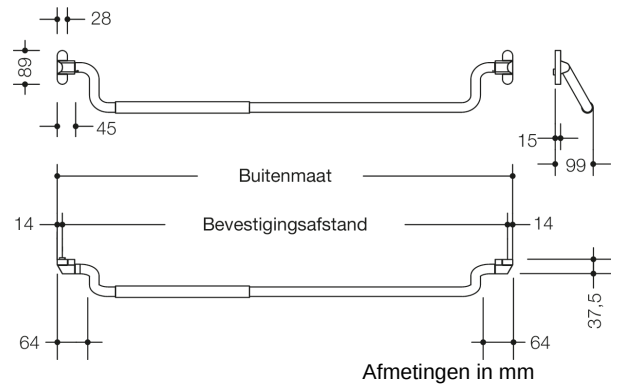 28
89
45
15
99
Buitenmaat
14 Bevestigingsafstand 14
37,5
64 64
Afmetingen in mm